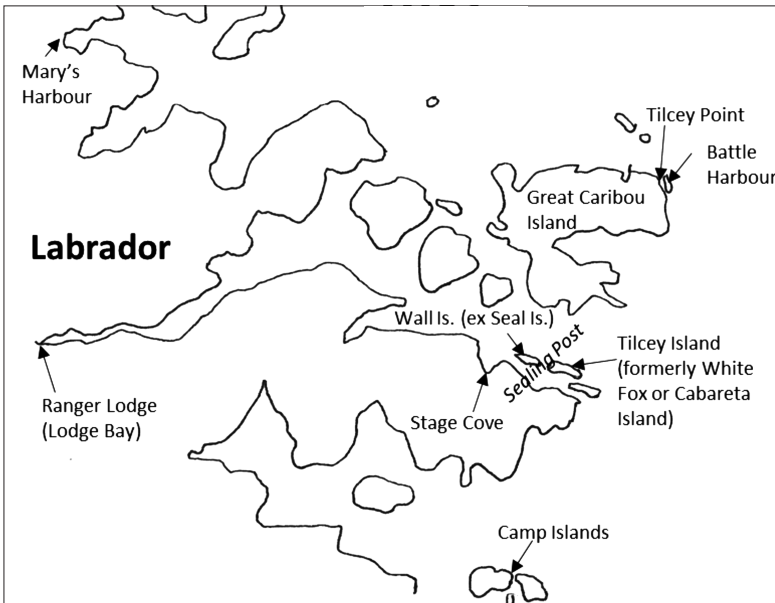 Mary's
Harbour
Tilcey Point
Battle
Harbour
Great Caribou
Island
Labrador
Wall Is. (ex Seal Is.)
Sealing Post
Tilcey Island
(formerly White
Fox or Cabareta
Island)
Ranger Lodge
(Lodge Bay)
Stage Cove
Camp Islands